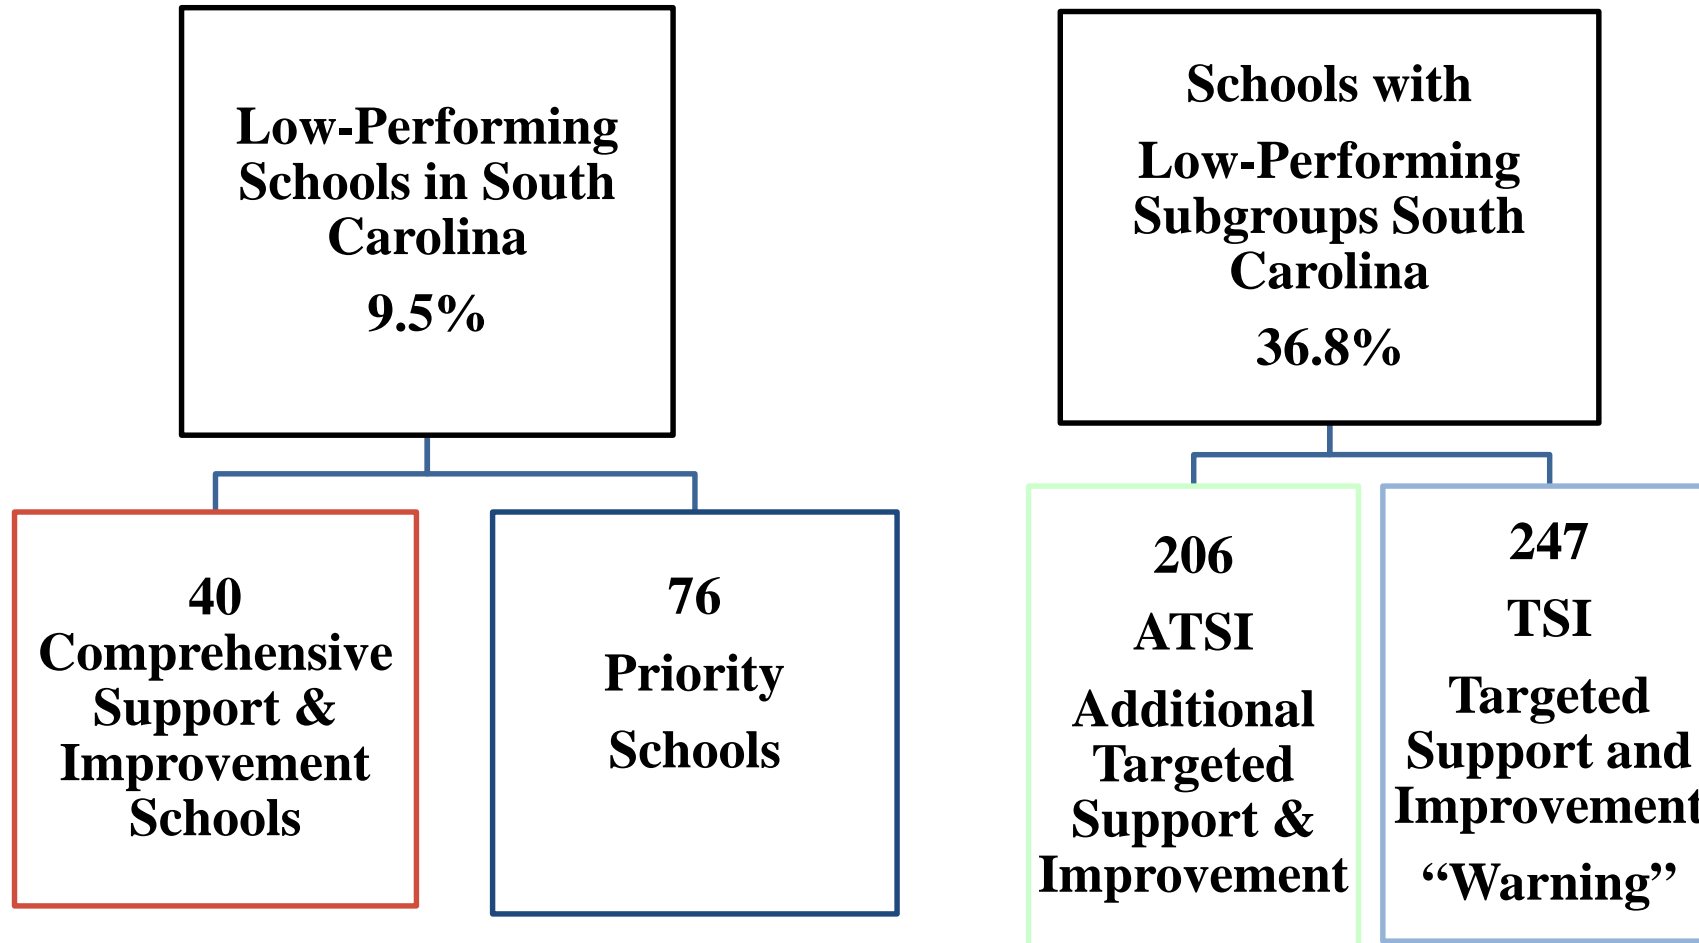 Low-Performing
Schools in South
Carolina
9.5%
Schools with
Low-Performing
Subgroups South
Carolina
36.8%
40
Comprehensive
Support &
Improvement
Schools
76
Priority
Schools
206
ATSI
Additional
Targeted
Support &
Improvement
247
TSI
Targeted
Support and
Improvement
“Warning”